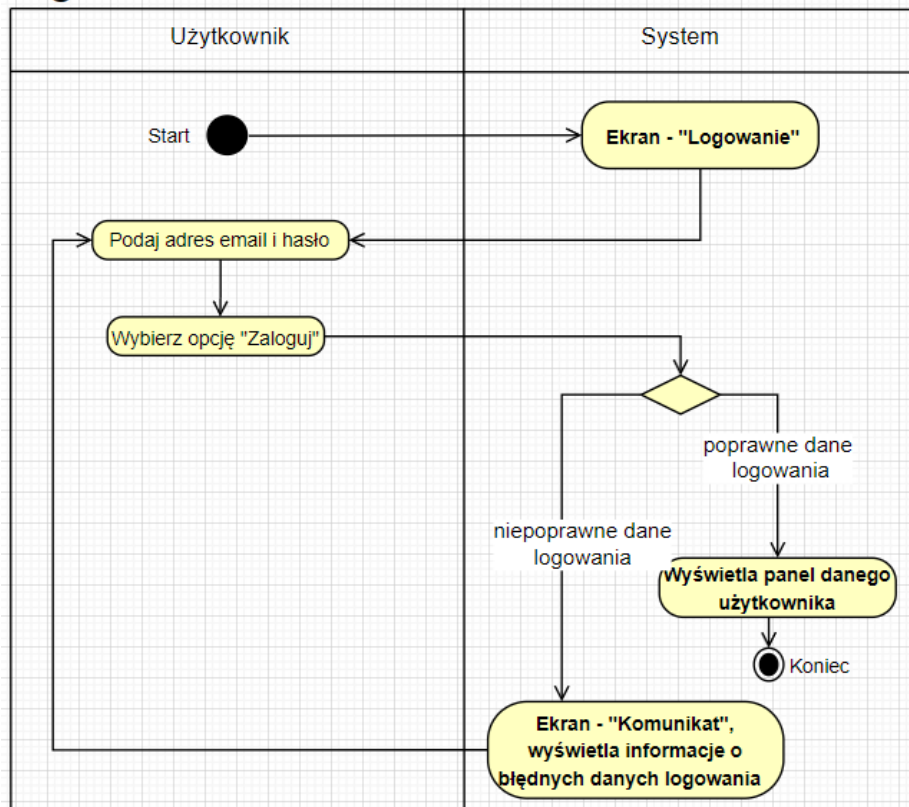 Użytkownik
System
Start
Ekran - "Logowanie"
Podaj adres email i hasło
Wybierz opcję "Zaloguj"
poprawne dane
logowania
niepoprawne dane
logowania
Wyświetla panel danego
użytkownika
Koniec
Ekran - "Komunikat",
wyświetla informacje o
błędnych danych logowania